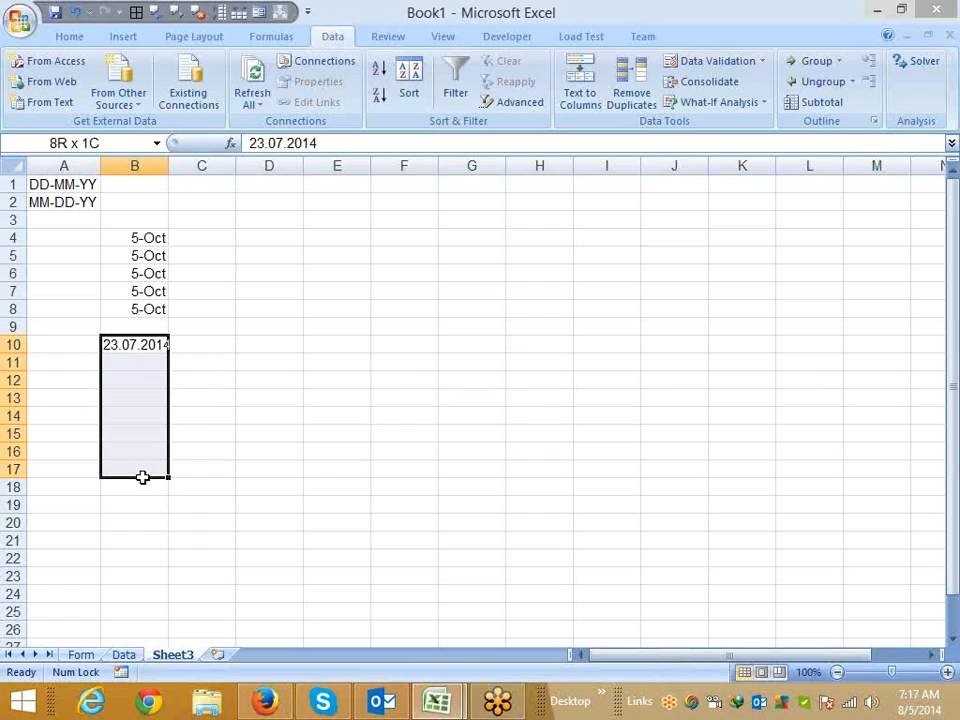 Book1 - Microsoft Excel
Home Insert Page Layout Formulas Data Review View Developer Load Test Team
From Access
From Web
From Text
From Other Sources
Existing Connections
Get External Data
Refresh All
Connections
Properties
Edit Links
Connections
Sort
Filter
Clear
Reapply
Advanced
Sort & Filter
Text to Columns
Remove Duplicates
Data Validation
Consolidate
What-If Analysis
Data Tools
Group
Ungroup
Subtotal
Outline
Solver
Analysis
8R x 1C fx 23.07.2014
A B C D E F G H I J K L M N
1 DD-MM-YY
2 MM-DD-YY
3
4 5-Oct
5 5-Oct
6 5-Oct
7 5-Oct
8 5-Oct
9
10 23.07.2014
11
12
13
14
15
16
17
18
19
20
21
22
23
24
25
26
27
Form Data Sheet3
Ready Num Lock 100%
Desktop Links 7:17 AM
8/5/2014